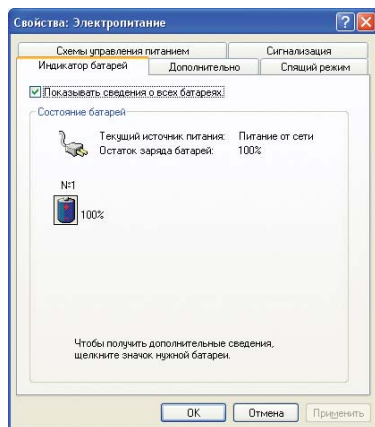 Свойства: Электропитание
Схемы управления питанием
Сигнализация
Индикатор батарей
Дополнительно
Спящий режим
Показывать сведения о всех батареях.
Состояние батарей
Текущий источник питания: Питание от сети
Остаток заряда батарей: 100%
№1
100%
Чтобы получить дополнительные сведения,
щелкните значок нужной батареи.
OK
Отмена
Применить